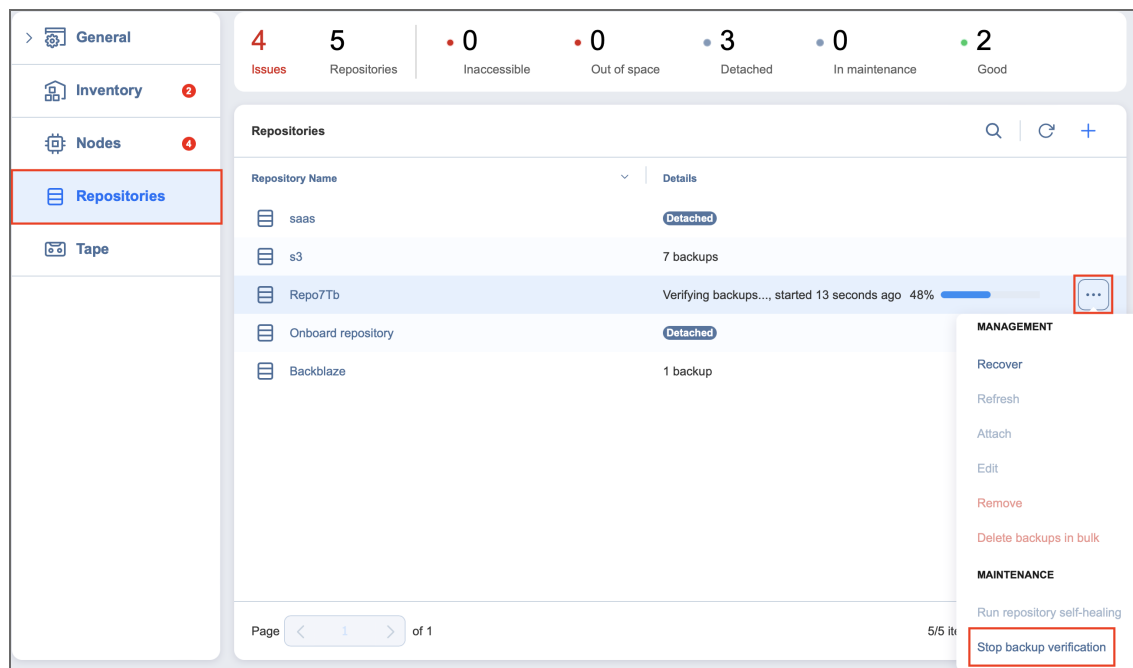 General
Inventory 2
Nodes 4
Repositories
Tape
4 5 0 0 3 0 2
Issues Repositories Inaccessible Out of space Detached In maintenance Good
Repositories
Repository Name Details
saas Detached
s3 7 backups
Repo7Tb Verifying backups..., started 13 seconds ago 48%
Onboard repository Detached
Backblaze 1 backup
MANAGEMENT
Recover
Refresh
Attach
Edit
Remove
Delete backups in bulk
MAINTENANCE
Run repository self-healing
Stop backup verification
Page 1 of 1 5/5